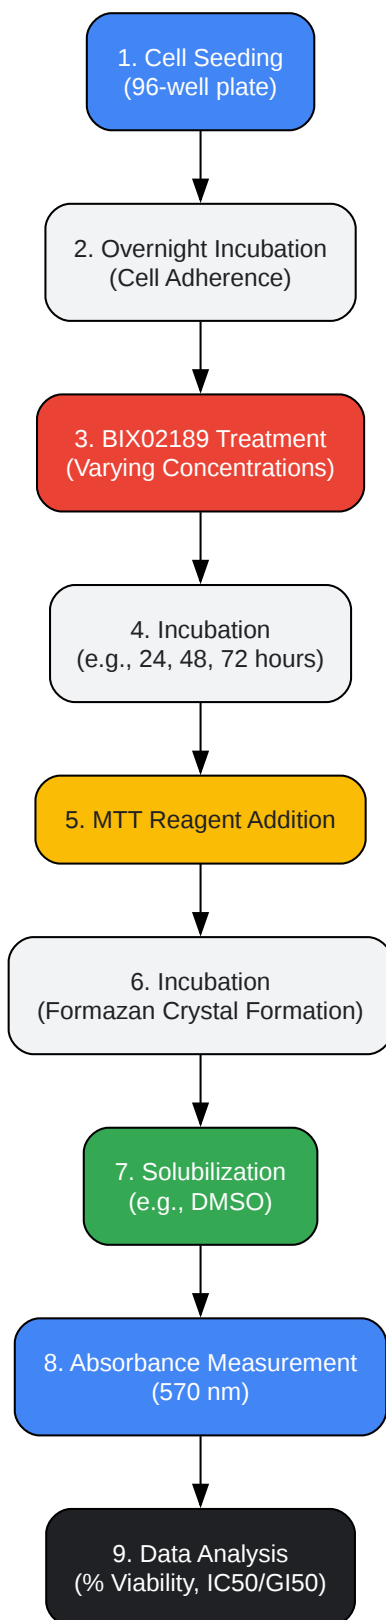 1. Cell Seeding
(96-well plate)
2. Overnight Incubation
(Cell Adherence)
3. BIX02189 Treatment
(Varying Concentrations)
4. Incubation
(e.g., 24, 48, 72 hours)
5. MTT Reagent Addition
6. Incubation
(Formazan Crystal Formation)
7. Solubilization
(e.g., DMSO)
8. Absorbance Measurement
(570 nm)
9. Data Analysis
(% Viability, IC50/GI50)